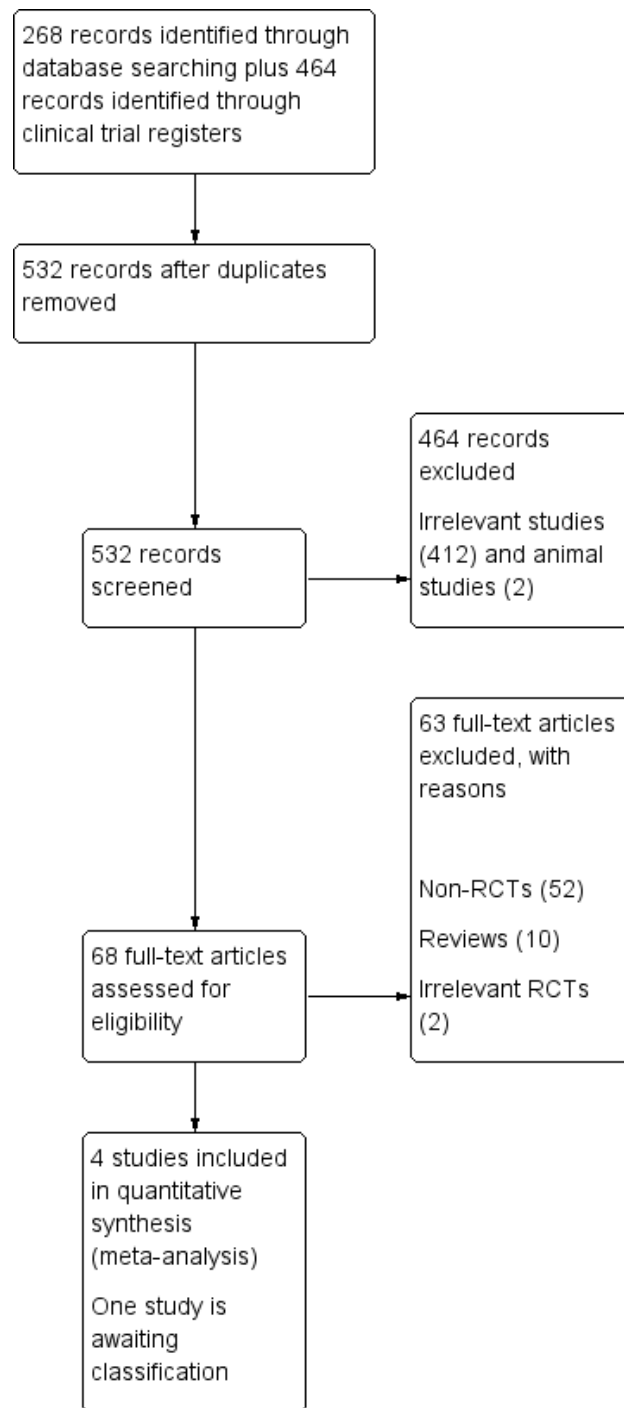 268 records identified through
database searching plus 464
records identified through
clinical trial registers
532 records after duplicates
removed
464 records
excluded
Irrelevant studies
(412) and animal
studies (2)
532 records
screened
63 full-text articles
excluded, with
reasons
Non-RCTs (52)
Reviews (10)
Irrelevant RCTs
(2)
68 full-text articles
assessed for
eligibility
4 studies included
in quantitative
synthesis
(meta-analysis)
One study is
awaiting
classification